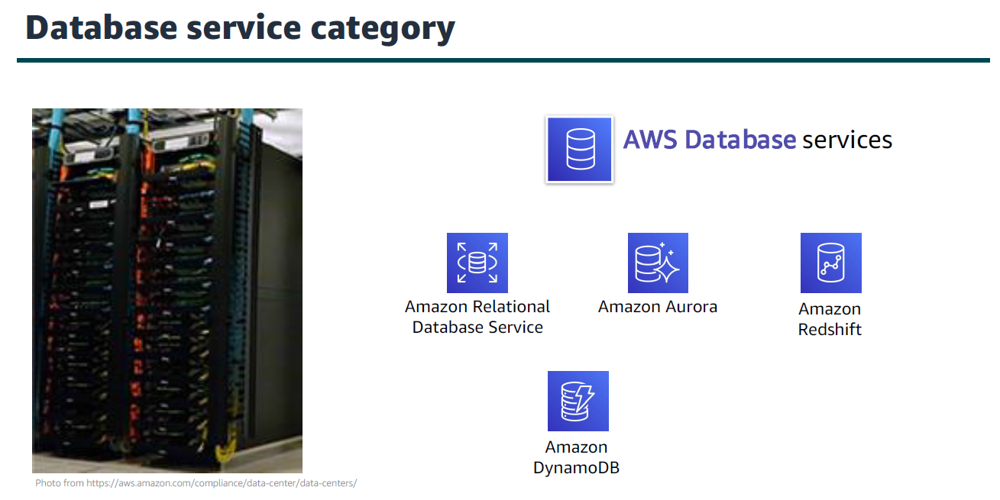 Database service category
AWS Database services
Amazon Relational
Database Service
Amazon Aurora
Amazon
Redshift
Amazon
DynamoDB
Photo from https://aws.amazon.com/compliance/data-center/data-centers/